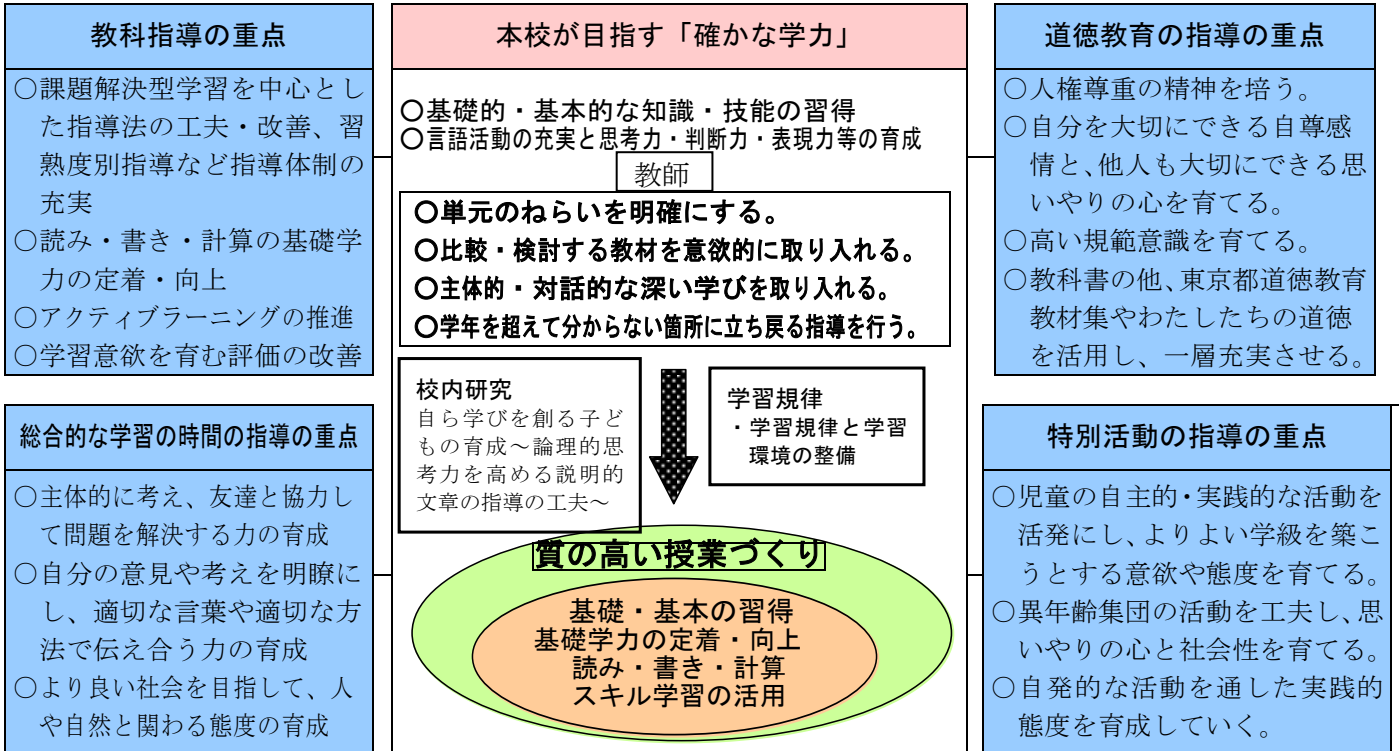 教科指導の重点
〇課題解決型学習を中心とし
た指導法の工夫・改善、習
熟度別指導など指導体制の
充実
〇読み・書き・計算の基礎学
力の定着・向上
〇アクティブラーニングの推進
〇学習意欲を育む評価の改善
総合的な学習の時間の指導の重点
〇主体的に考え、友達と協力し
て問題を解決する力の育成
〇自分の意見や考えを明瞭に
し、適切な言葉や適切な方
法で伝え合う力の育成
〇より良い社会を目指して、人
や自然と関わる態度の育成
本校が目指す「確かな学力」
〇基礎的・基本的な知識・技能の習得
〇言語活動の充実と思考力・判断力・表現力等の育成
教師
〇単元のねらいを明確にする。
〇比較・検討する教材を意欲的に取り入れる。
〇主体的・対話的な深い学びを取り入れる。
〇学年を超えて分からない箇所に立ち戻る指導を行う。
校内研究
自ら学びを創る子ど
もの育成～論理的思
考力を高める説明的
文章の指導の工夫～
学習規律
・学習規律と学習
環境の整備
質の高い授業づくり
基礎・基本の習得
基礎学力の定着・向上
読み・書き・計算
スキル学習の活用
道徳教育の指導の重点
〇人権尊重の精神を培う。
〇自分を大切にできる自尊感
情と、他人も大切にできる思
いやりの心を育てる。
〇高い規範意識を育てる。
〇教科書の他、東京都道徳教育
教材集やわたしたちの道徳
を活用し、一層充実させる。
特別活動の指導の重点
〇児童の自主的・実践的な活動を
活発にし、よりよい学級を築こ
うとする意欲や態度を育てる。
〇異年齢集団の活動を工夫し、思
いやりの心と社会性を育てる。
〇自発的な活動を通した実践的
態度を育成していく。